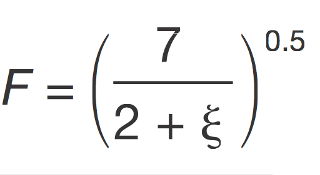 F = (7 / (2 + ξ))^0.5